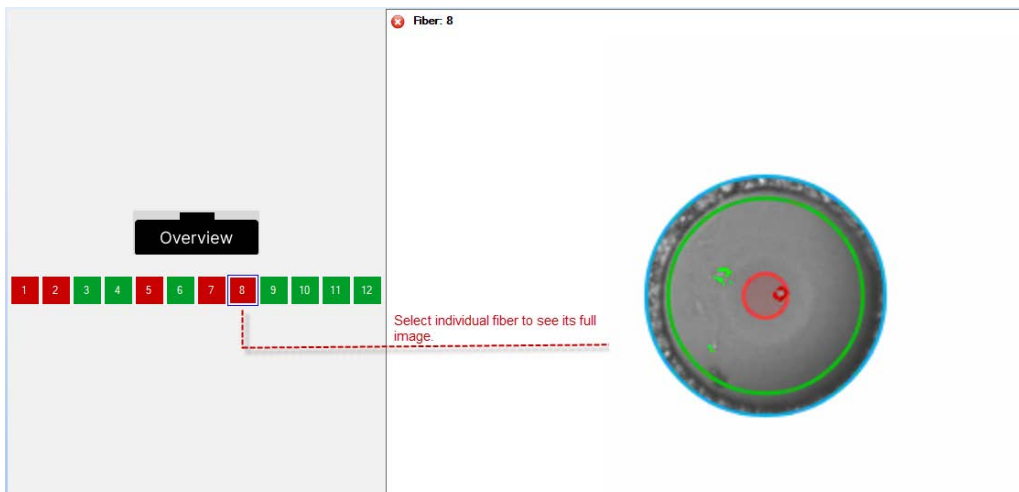 Fiber: 8
Overview
1 2 3 4 5 6 7 8 9 10 11 12
Select individual fiber to see its full
image.